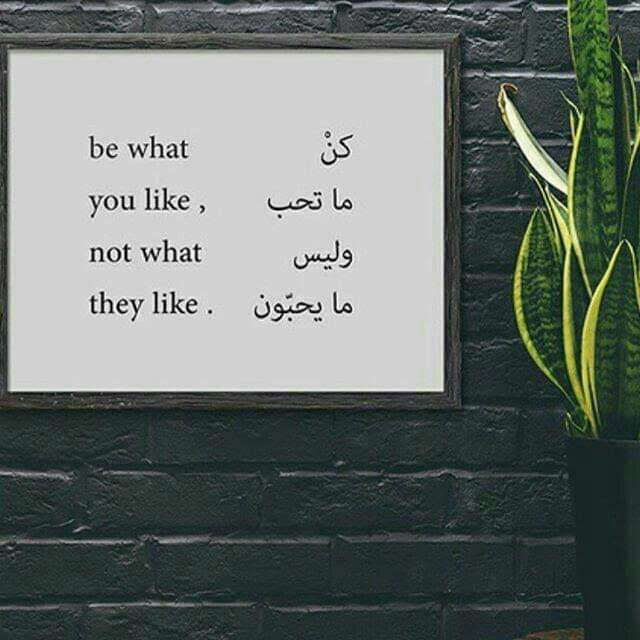 be what
you like ,
not what
they like .
كنْ
ما تحب
وليس
ما يحبّون